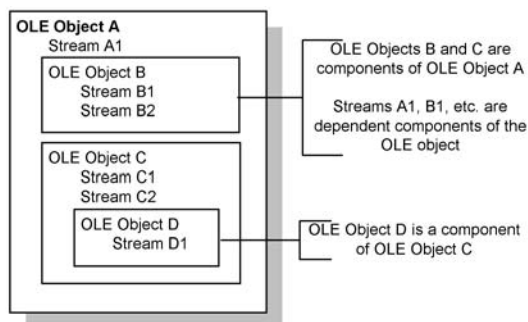 OLE Object A
Stream A1
OLE Object B
Stream B1
Stream B2
OLE Object C
Stream C1
Stream C2
OLE Object D
Stream D1
OLE Objects B and C are
components of OLE Object A
Streams A1, B1, etc. are
dependent components of the
OLE object
OLE Object D is a component
of OLE Object C